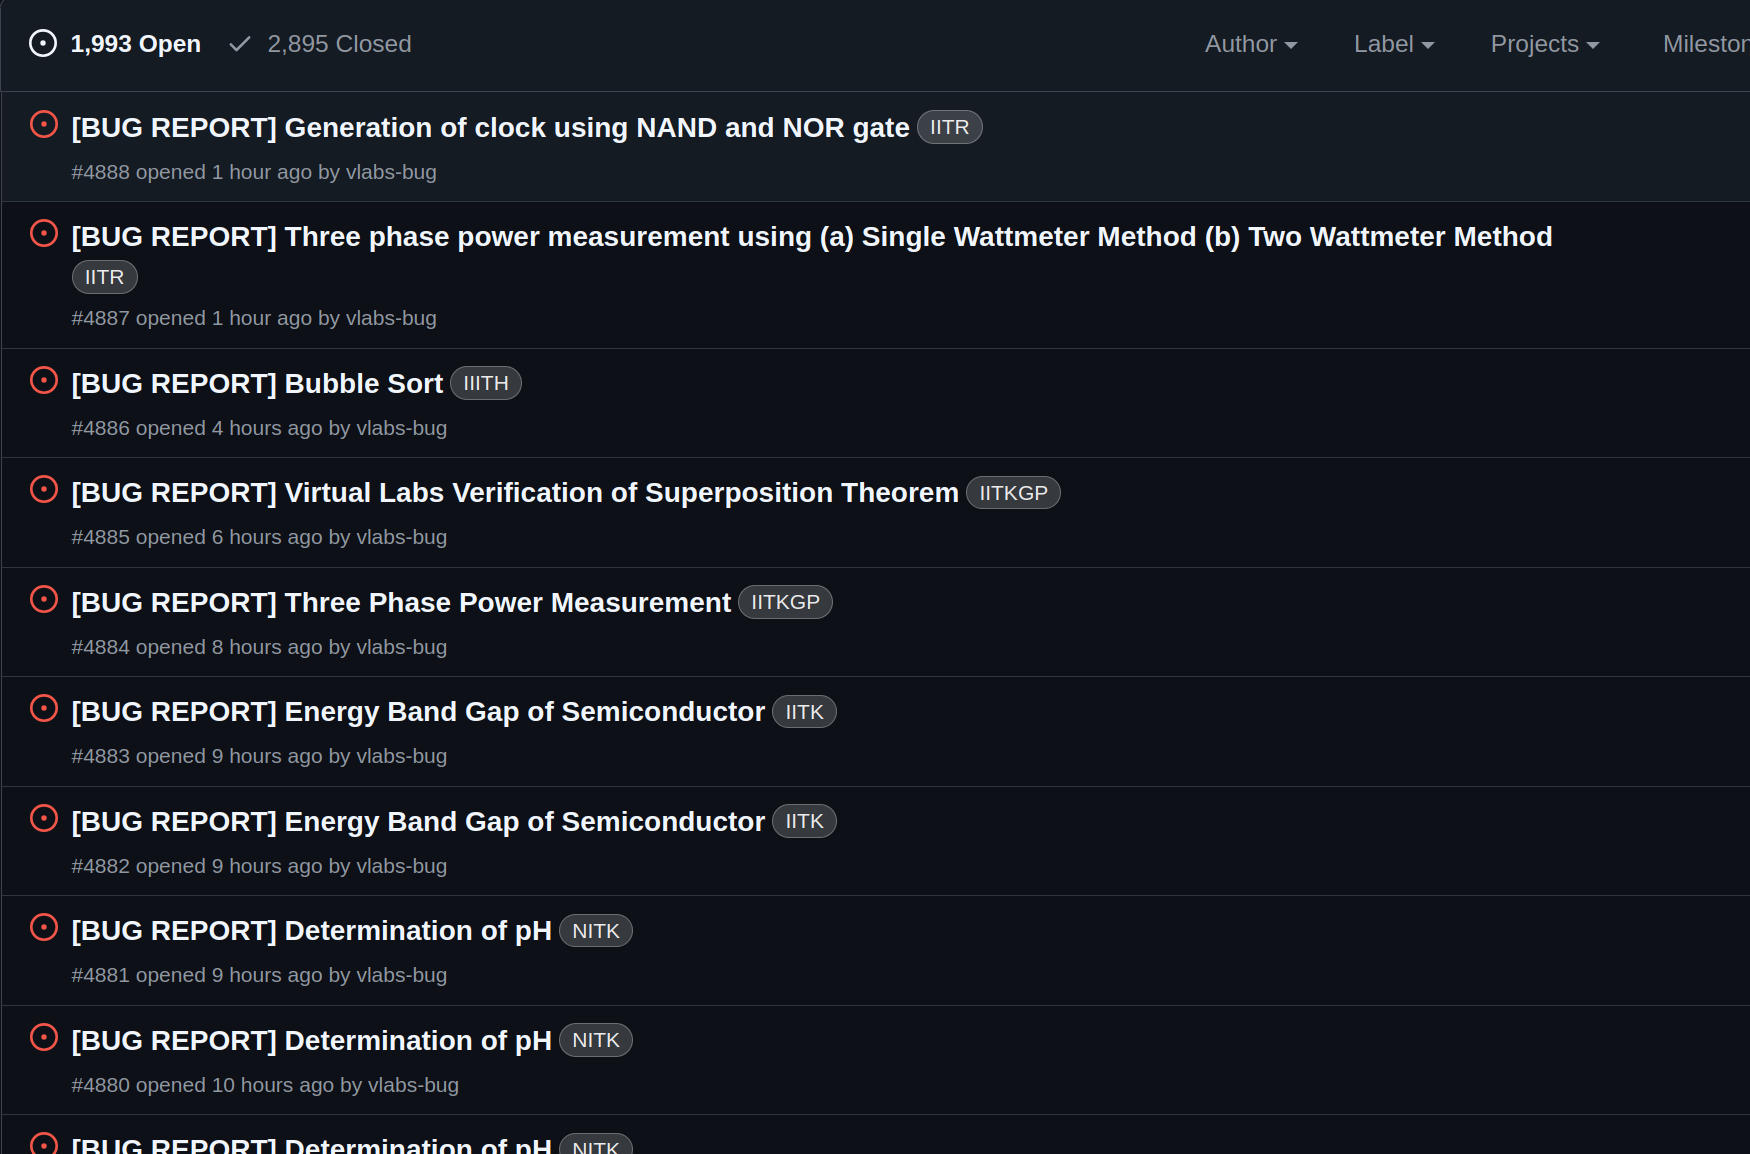 1,993 Open 2,895 Closed Author Label Projects Mileston
[BUG REPORT] Generation of clock using NAND and NOR gate IITR
#4888 opened 1 hour ago by vlabs-bug
[BUG REPORT] Three phase power measurement using (a) Single Wattmeter Method (b) Two Wattmeter Method
IITR
#4887 opened 1 hour ago by vlabs-bug
[BUG REPORT] Bubble Sort IIITH
#4886 opened 4 hours ago by vlabs-bug
[BUG REPORT] Virtual Labs Verification of Superposition Theorem IITKGP
#4885 opened 6 hours ago by vlabs-bug
[BUG REPORT] Three Phase Power Measurement IITKGP
#4884 opened 8 hours ago by vlabs-bug
[BUG REPORT] Energy Band Gap of Semiconductor IITK
#4883 opened 9 hours ago by vlabs-bug
[BUG REPORT] Energy Band Gap of Semiconductor IITK
#4882 opened 9 hours ago by vlabs-bug
[BUG REPORT] Determination of pH NITK
#4881 opened 9 hours ago by vlabs-bug
[BUG REPORT] Determination of pH NITK
#4880 opened 10 hours ago by vlabs-bug
[BUG REPORT] Determination of pH NITK